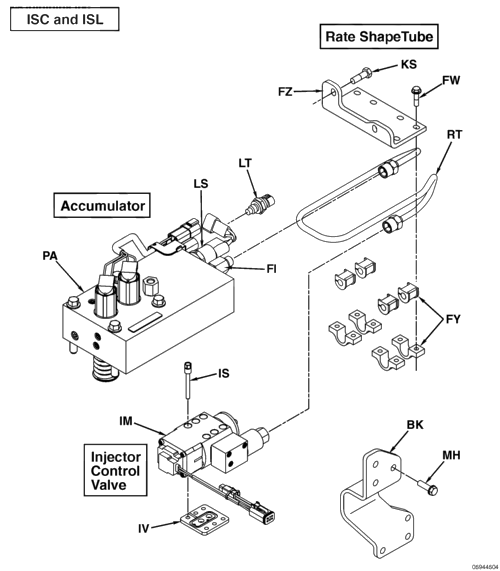 ISC and ISL
Rate ShapeTube
KS
FZ
FW
RT
LT
LS
Accumulator
PA
FI
FY
IS
IM
BK
Injector
Control
Valve
MH
IV
05944604